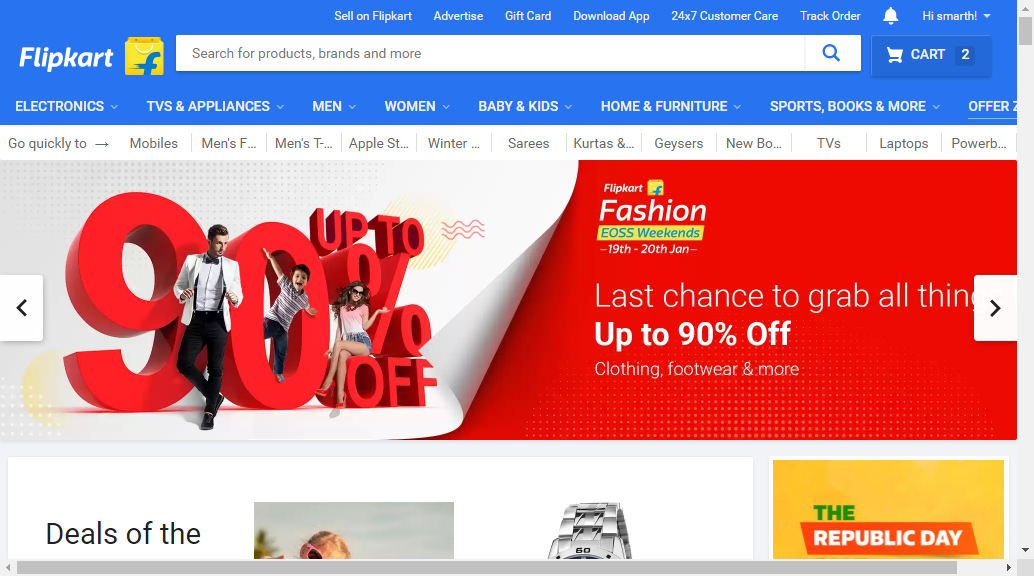 Sell on Flipkart Advertise Gift Card Download App 24x7 Customer Care Track Order Hi smarth!
Flipkart
Search for products, brands and more
CART 2
ELECTRONICS TVS & APPLIANCES MEN WOMEN BABY & KIDS HOME & FURNITURE SPORTS, BOOKS & MORE OFFER Z
Go quickly to → Mobiles Men's F... Men's T-... Apple St... Winter ... Sarees Kurtas &... Geysers New Bo... TVs Laptops Powerb...
UP TO
90%
OFF
Flipkart
Fashion
EOSS Weekends
–19th - 20th Jan–
Last chance to grab all thing
Up to 90% Off
Clothing, footwear & more
Deals of the
60
THE
REPUBLIC DAY